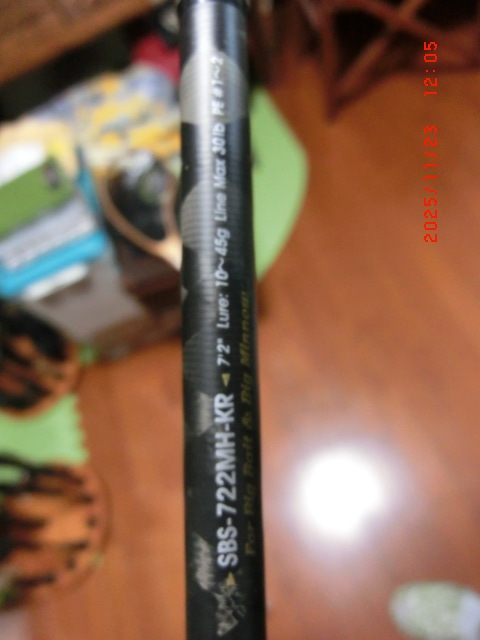 SBS-722MH-KR ◄ 7'2" Lure: 10~45g Line Max 30lb PE #1~2
For Big Bait & Big Minnow
2025/11/23 12:05